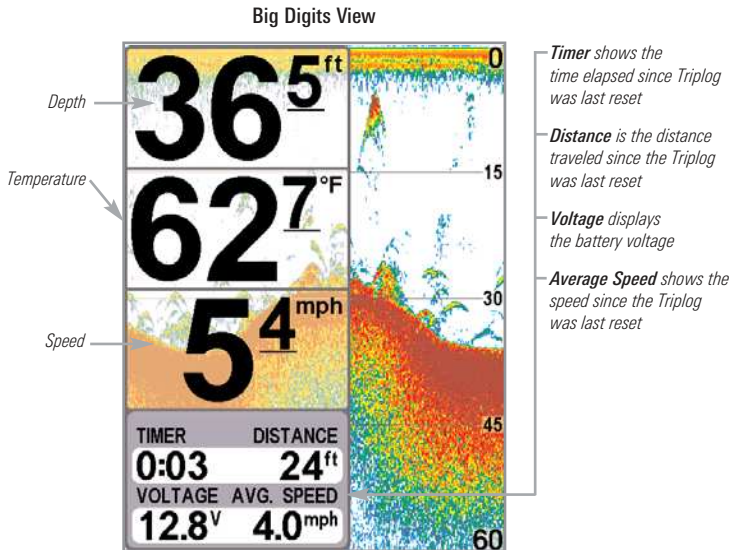 Big Digits View
36.5 ft
Depth
62.7 °F
Temperature
5.4 mph
Speed
TIMER DISTANCE
0:03 24 ft
VOLTAGE AVG. SPEED
12.8 V 4.0 mph
0
15
30
45
60
Timer shows the
time elapsed since Triplog
was last reset
Distance is the distance
traveled since the Triplog
was last reset
Voltage displays
the battery voltage
Average Speed shows the
speed since the Triplog
was last reset